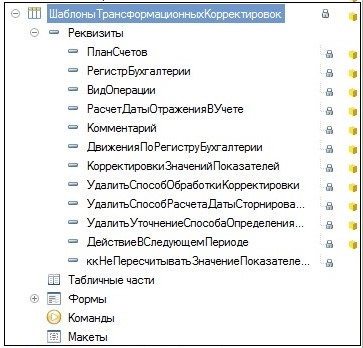 ШаблоныТрансформационныхКорректировок
Реквизиты
ПланСчетов
РегистрБухгалтерии
ВидОперации
РасчетДатыОтраженияВУчете
Комментарий
ДвиженияПоРегиструБухгалтерии
КорректировкиЗначенийПоказателей
УдалитьСпособОбработкиКорректировки
УдалитьСпособРасчетаДатыСторнирова...
УдалитьУточнениеСпособаОпределения...
ДействиеВСледующемПериоде
ккНеПересчитыватьЗначениеПоказателе...
Табличные части
Формы
Команды
Макеты